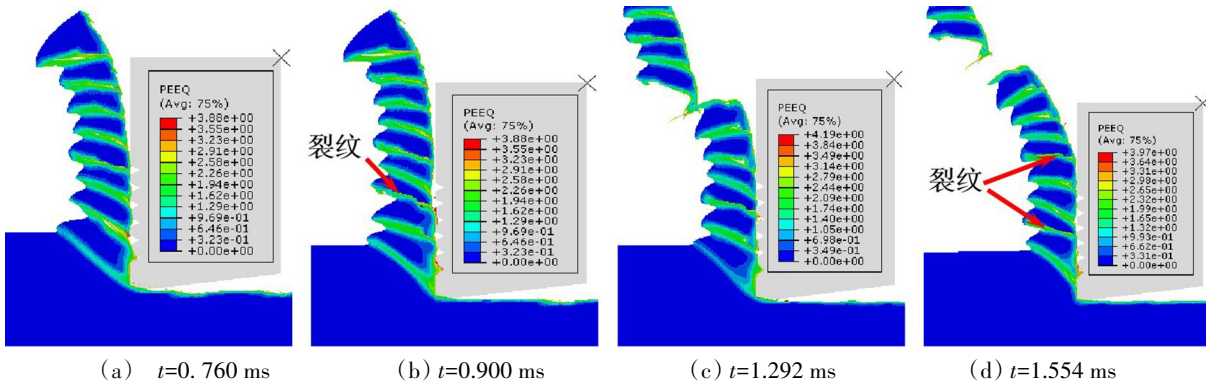 PEEQ
(Avg: 75%)
+3.88e+00
+3.55e+00
+3.23e+00
+2.91e+00
+2.58e+00
+2.26e+00
+1.94e+00
+1.62e+00
+1.29e+00
+9.69e-01
+6.46e-01
+3.23e-01
+0.00e+00
(a) t=0. 760 ms
裂纹
PEEQ
(Avg: 75%)
+3.88e+00
+3.55e+00
+3.23e+00
+2.91e+00
+2.58e+00
+2.26e+00
+1.94e+00
+1.62e+00
+1.29e+00
+9.69e-01
+6.46e-01
+3.23e-01
+0.00e+00
(b) t=0.900 ms
PEEQ
(Avg: 75%)
+4.19e+00
+3.84e+00
+3.49e+00
+3.14e+00
+2.79e+00
+2.44e+00
+2.09e+00
+1.74e+00
+1.40e+00
+1.05e+00
+6.98e-01
+3.49e-01
+0.00e+00
(c) t=1.292 ms
裂纹
PEEQ
(Avg: 75%)
+3.97e+00
+3.64e+00
+3.31e+00
+2.98e+00
+2.65e+00
+2.32e+00
+1.99e+00
+1.65e+00
+1.32e+00
+9.93e-01
+6.62e-01
+3.31e-01
+0.00e+00
(d) t=1.554 ms